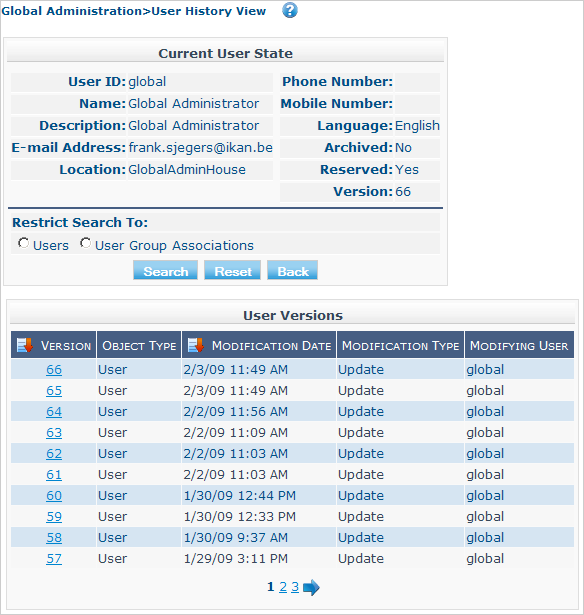 Global Administration>User History View
Current User State
User ID: global Phone Number:
Name: Global Administrator Mobile Number:
Description: Global Administrator Language: English
E-mail Address: frank.sjegers@ikan.be Archived: No
Location: GlobalAdminHouse Reserved: Yes
Version: 66
Restrict Search To:
Users User Group Associations
Search Reset Back
User Versions
Version Object Type Modification Date Modification Type Modifying User
66 User 2/3/09 11:49 AM Update global
65 User 2/3/09 11:49 AM Update global
64 User 2/2/09 11:56 AM Update global
63 User 2/2/09 11:09 AM Update global
62 User 2/2/09 11:03 AM Update global
61 User 2/2/09 11:03 AM Update global
60 User 1/30/09 12:44 PM Update global
59 User 1/30/09 12:33 PM Update global
58 User 1/30/09 9:37 AM Update global
57 User 1/29/09 3:11 PM Update global
1 2 3